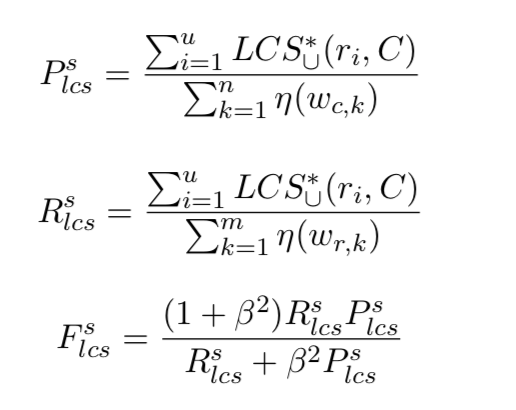 P^s_{lcs} = \frac{\sum_{i=1}^{u} LCS^*_\cup(r_i, C)}{\sum_{k=1}^{n} \eta(w_{c,k})}
R^s_{lcs} = \frac{\sum_{i=1}^{u} LCS^*_\cup(r_i, C)}{\sum_{k=1}^{m} \eta(w_{r,k})}
F^s_{lcs} = \frac{(1 + \beta^2)R^s_{lcs}P^s_{lcs}}{R^s_{lcs} + \beta^2 P^s_{lcs}}